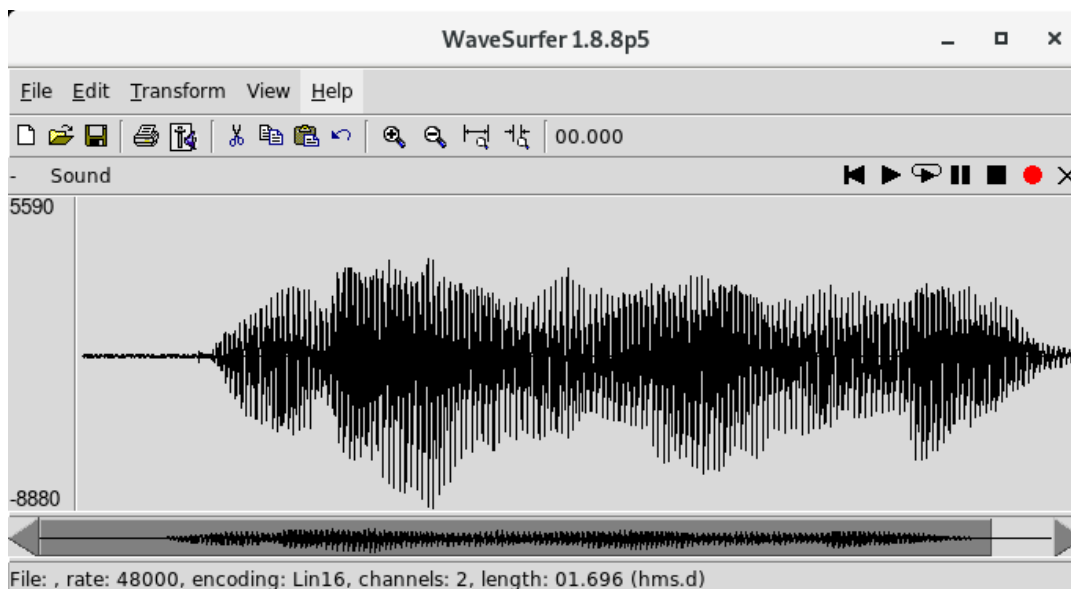 WaveSurfer 1.8.8p5
File Edit Transform View Help
00.000
- Sound
5590
-8880
File: , rate: 48000, encoding: Lin16, channels: 2, length: 01.696 (hms.d)